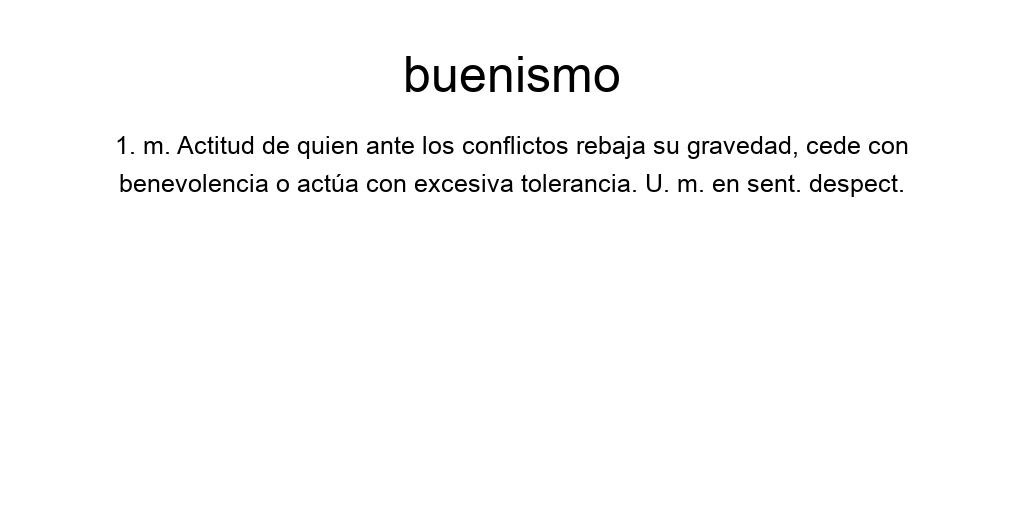 buenismo
1. m. Actitud de quien ante los conflictos rebaja su gravedad, cede con
benevolencia o actúa con excesiva tolerancia. U. m. en sent. despect.